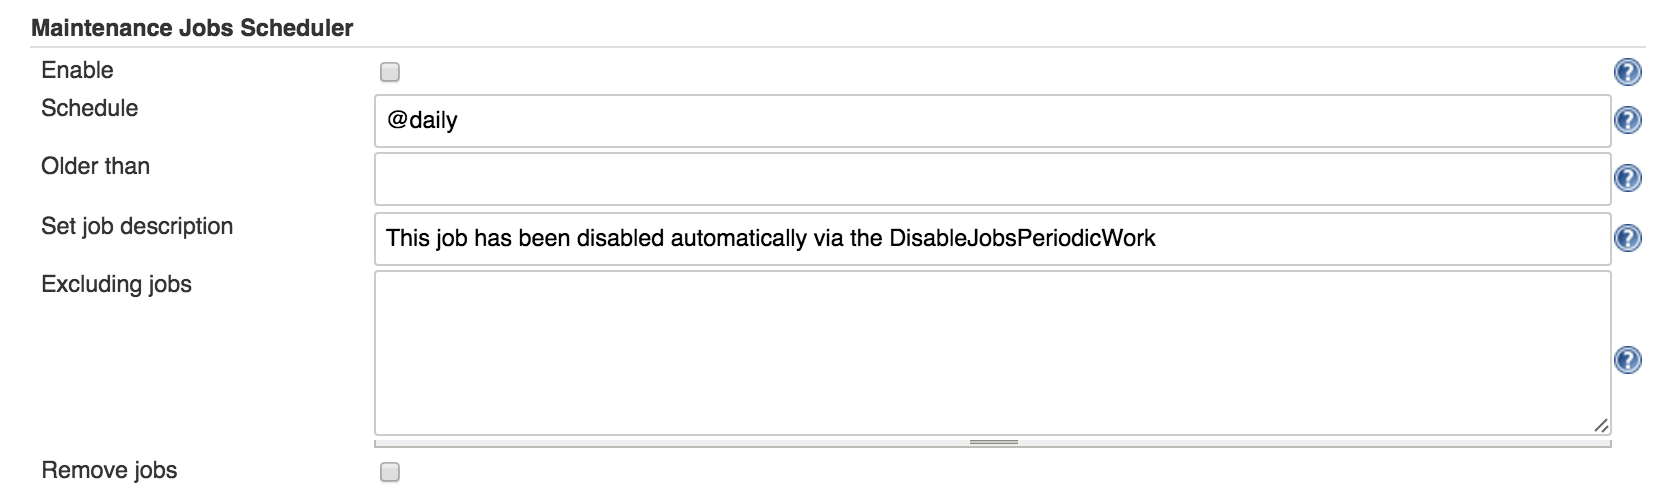 Maintenance Jobs Scheduler
Enable
Schedule
@daily
Older than
Set job description
This job has been disabled automatically via the DisableJobsPeriodicWork
Excluding jobs
Remove jobs